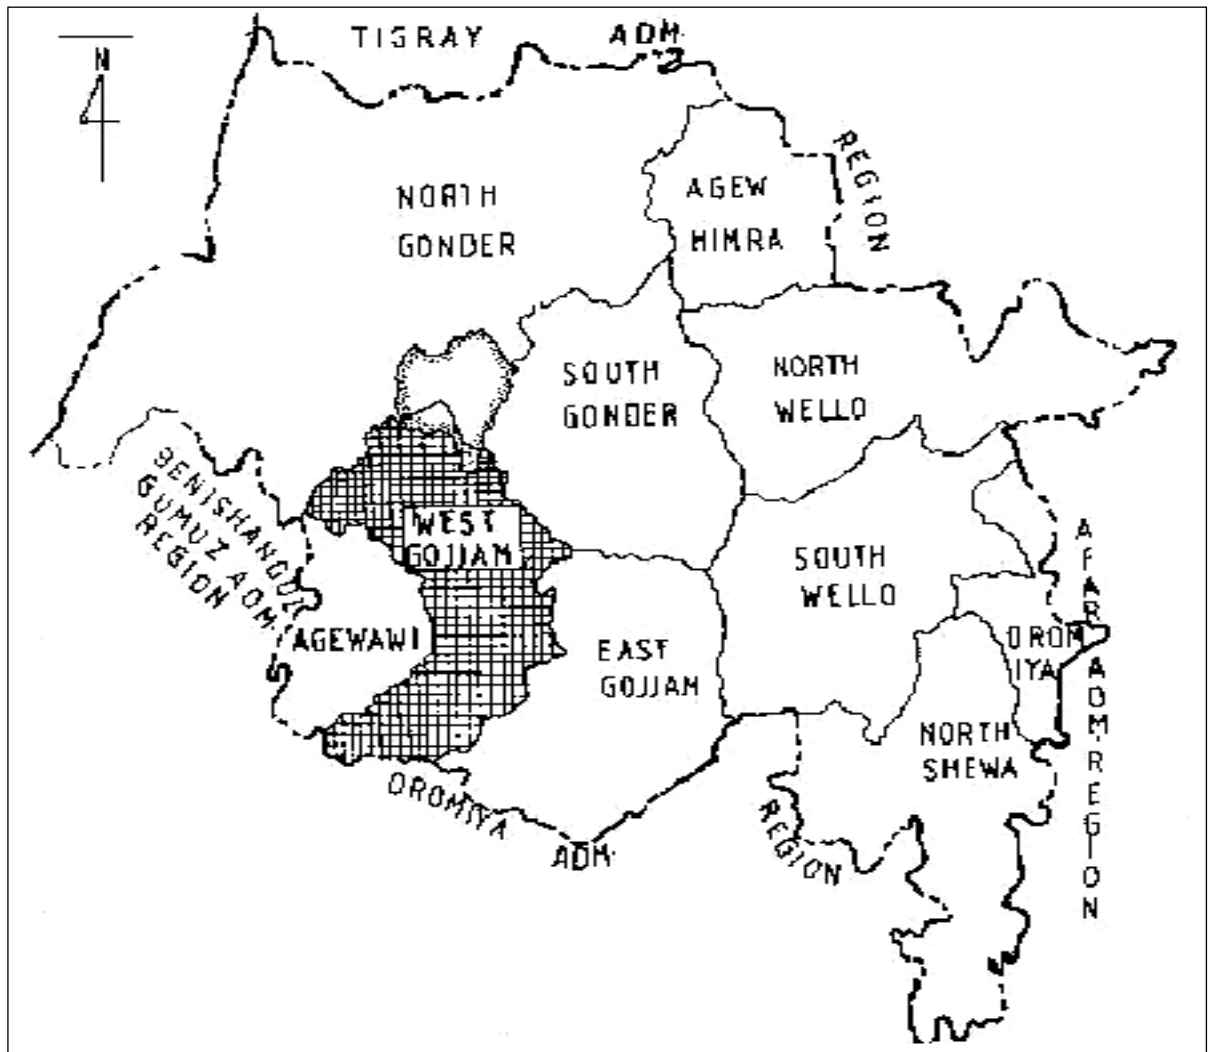 TIGRAY ADM.
REGION
N
NORTH
GONDER
AGEW
HIMRA
SOUTH
GONDER
NORTH
WELLO
BENISHANGUL
GUMUZ ADM.
REGION
WEST
GOJJAM
SOUTH
WELLO
AGEWAWI
EAST
GOJJAM
OROM
IYA
AFAR ADM. REGION
NORTH
SHEWA
OROMIYA
ADM.
REGION